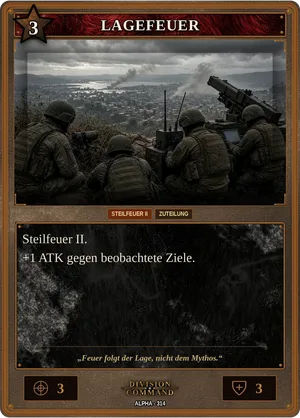 3
LAGEFEUER
STEILFEUER II ZUTEILUNG
Steilfeuer II.
+1 ATK gegen beobachtete Ziele.
„Feuer folgt der Lage, nicht dem Mythos.“
3
DIVISION
COMMAND
ALPHA - 314
3